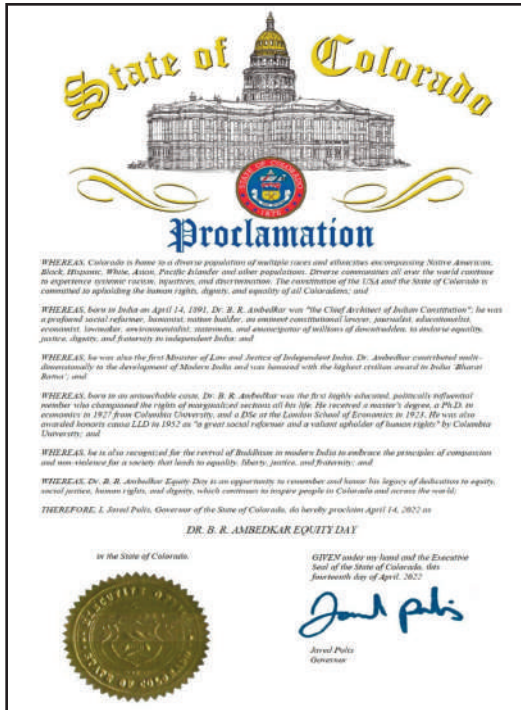 State of Colorado
STATE OF COLORADO
1876
Proclamation
WHEREAS, Colorado is home to a diverse population of multiple races and ethnicities encompassing Native American,
Black, Hispanic, White, Asian, Pacific Islander and other populations. Diverse communities all over the world continue
to experience systemic racism, injustices, and discrimination. The constitution of the USA and the State of Colorado is
committed to upholding the human rights, dignity, and equality of all Coloradans; and
WHEREAS, born in India on April 14, 1891, Dr. B. R. Ambedkar was "the Chief Architect of Indian Constitution"; he was
a profound social reformer, humanist, nation builder, an eminent constitutional lawyer, journalist, educationalist,
economist, lawmaker, environmentalist, statesman, and emancipator of millions of downtrodden, to endorse equality,
justice, dignity, and fraternity in independent India; and
WHEREAS, he was also the first Minister of Law and Justice of Independent India. Dr. Ambedkar contributed multi-
dimensionally to the development of Modern India and was honored with the highest civilian award in India 'Bharat
Ratna'; and
WHEREAS, born in an untouchable caste, Dr. B. R. Ambedkar was the first highly educated, politically influential
member who championed the rights of marginalized sections all his life. He received a master's degree, a Ph.D. in
economics in 1927 from Columbia University, and a DSc at the London School of Economics in 1923. He was also
awarded honoris causa LLD in 1952 as "a great social reformer and a valiant upholder of human rights" by Columbia
University; and
WHEREAS, he is also recognized for the revival of Buddhism in modern India to embrace the principles of compassion
and non-violence for a society that leads to equality, liberty, justice, and fraternity; and
WHEREAS, Dr. B. R. Ambedkar Equity Day is an opportunity to remember and honor his legacy of dedication to equity,
social justice, human rights, and dignity, which continues to inspire people in Colorado and across the world;
THEREFORE, I, Jared Polis, Governor of the State of Colorado, do hereby proclaim April 14, 2022 as
DR. B. R. AMBEDKAR EQUITY DAY
in the State of Colorado.
GIVEN under my hand and the Executive
Seal of the State of Colorado, this
fourteenth day of April, 2022
Jared Polis
Jared Polis
Governor